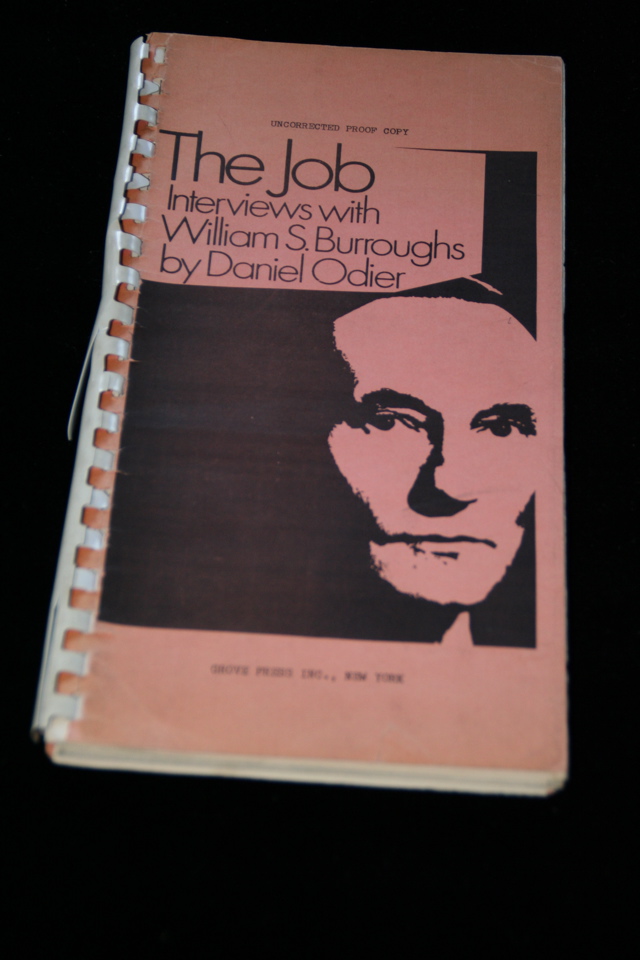 UNCORRECTED PROOF COPY
The Job
Interviews with
William S. Burroughs
by Daniel Odier
GROVE PRESS INC., NEW YORK